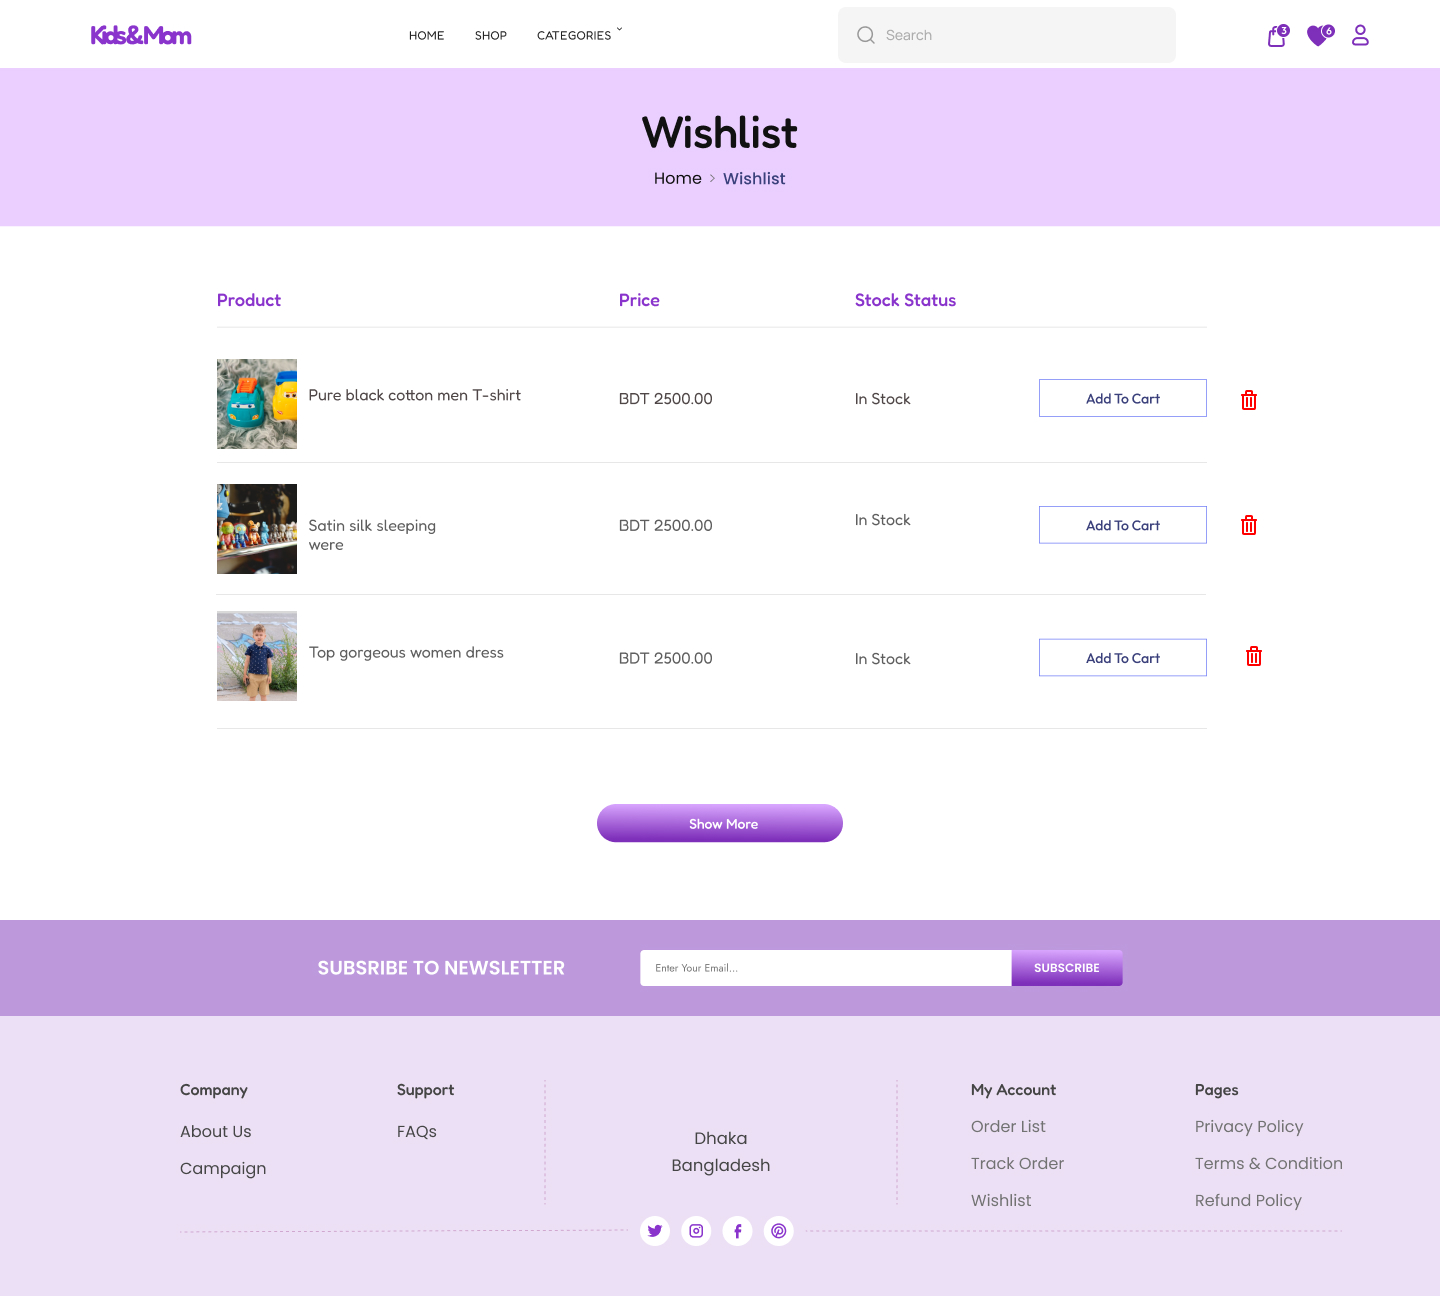 Kids&Mom
HOME
SHOP
CATEGORIES
Search
3
6
Wishlist
Home > Wishlist
Product
Price
Stock Status
Pure black cotton men T-shirt
BDT 2500.00
In Stock
Add To Cart
Satin silk sleeping
were
BDT 2500.00
In Stock
Add To Cart
Top gorgeous women dress
BDT 2500.00
In Stock
Add To Cart
Show More
SUBSRIBE TO NEWSLETTER
Enter Your Email...
SUBSCRIBE
Company
About Us
Campaign
Support
FAQs
Dhaka
Bangladesh
My Account
Order List
Track Order
Wishlist
Pages
Privacy Policy
Terms & Condition
Refund Policy